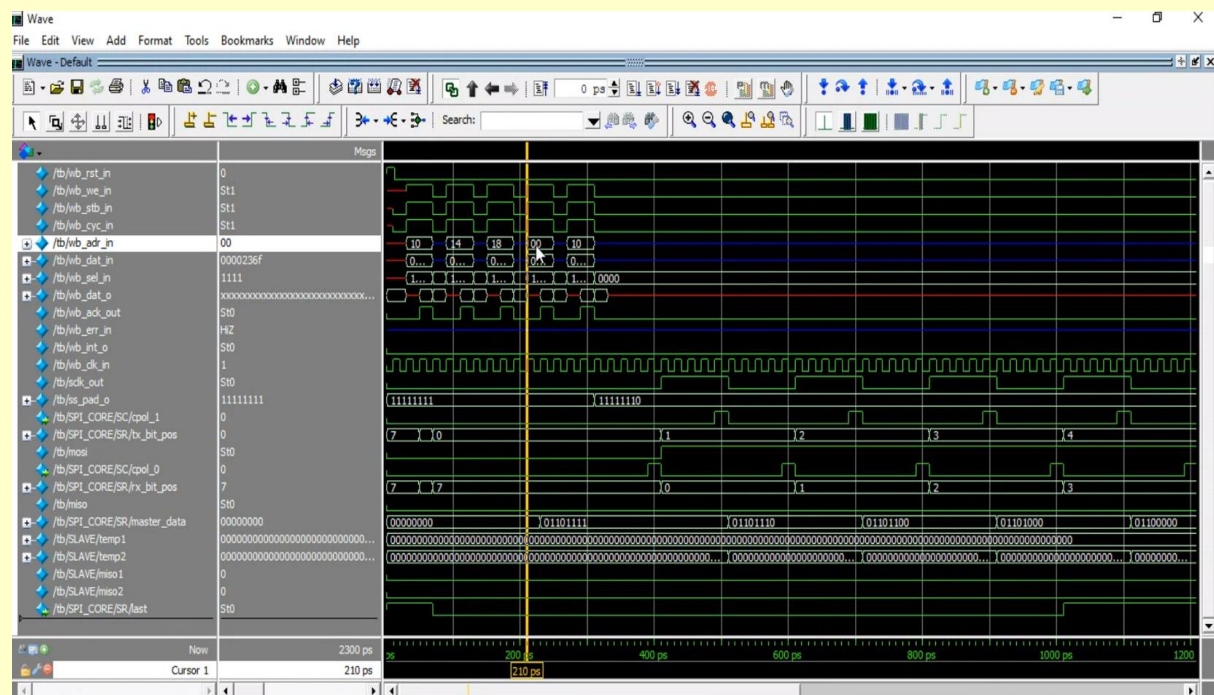 Wave
File Edit View Add Format Tools Bookmarks Window Help
Wave - Default
0 ps
Search:
Msgs
/tb/wb_rst_in 0
/tb/wb_we_in St1
/tb/wb_stb_in St1
/tb/wb_cyc_in St1
/tb/wb_adr_in 00 10 14 18 00 10
/tb/wb_dat_in 0000236f 0... 0... 0... 0... 0...
/tb/wb_sel_in 1111 1... 1... 1... 1... 1... 0000
/tb/wb_dat_o xxxxxxxxxxxxxxxxxxxxxxxxxxxx...
/tb/wb_ack_out St0
/tb/wb_err_in HiZ
/tb/wb_int_o St0
/tb/wb_clk_in 1
/tb/sclk_out St0
/tb/ss_pad_o 11111111 11111111 11111110
/tb/SPI_CORE/SC/cpol_1 0
/tb/SPI_CORE/SR/tx_bit_pos 0 7 0 1 2 3 4
/tb/mosi St0
/tb/SPI_CORE/SC/cpol_0 0
/tb/SPI_CORE/SR/rx_bit_pos 7 7 7 0 1 2 3
/tb/miso St0
/tb/SPI_CORE/SR/master_data 00000000 00000000 01101111 01101110 01101100 01101000 01100000
/tb/SLAVE/temp1
/tb/SLAVE/temp2
/tb/SLAVE/miso1 0
/tb/SLAVE/miso2 0
/tb/SPI_CORE/SR/last St0
Now 2300 ps 200 ps 400 ps 600 ps 800 ps 1000 ps 1200
Cursor 1 210 ps 210 ps